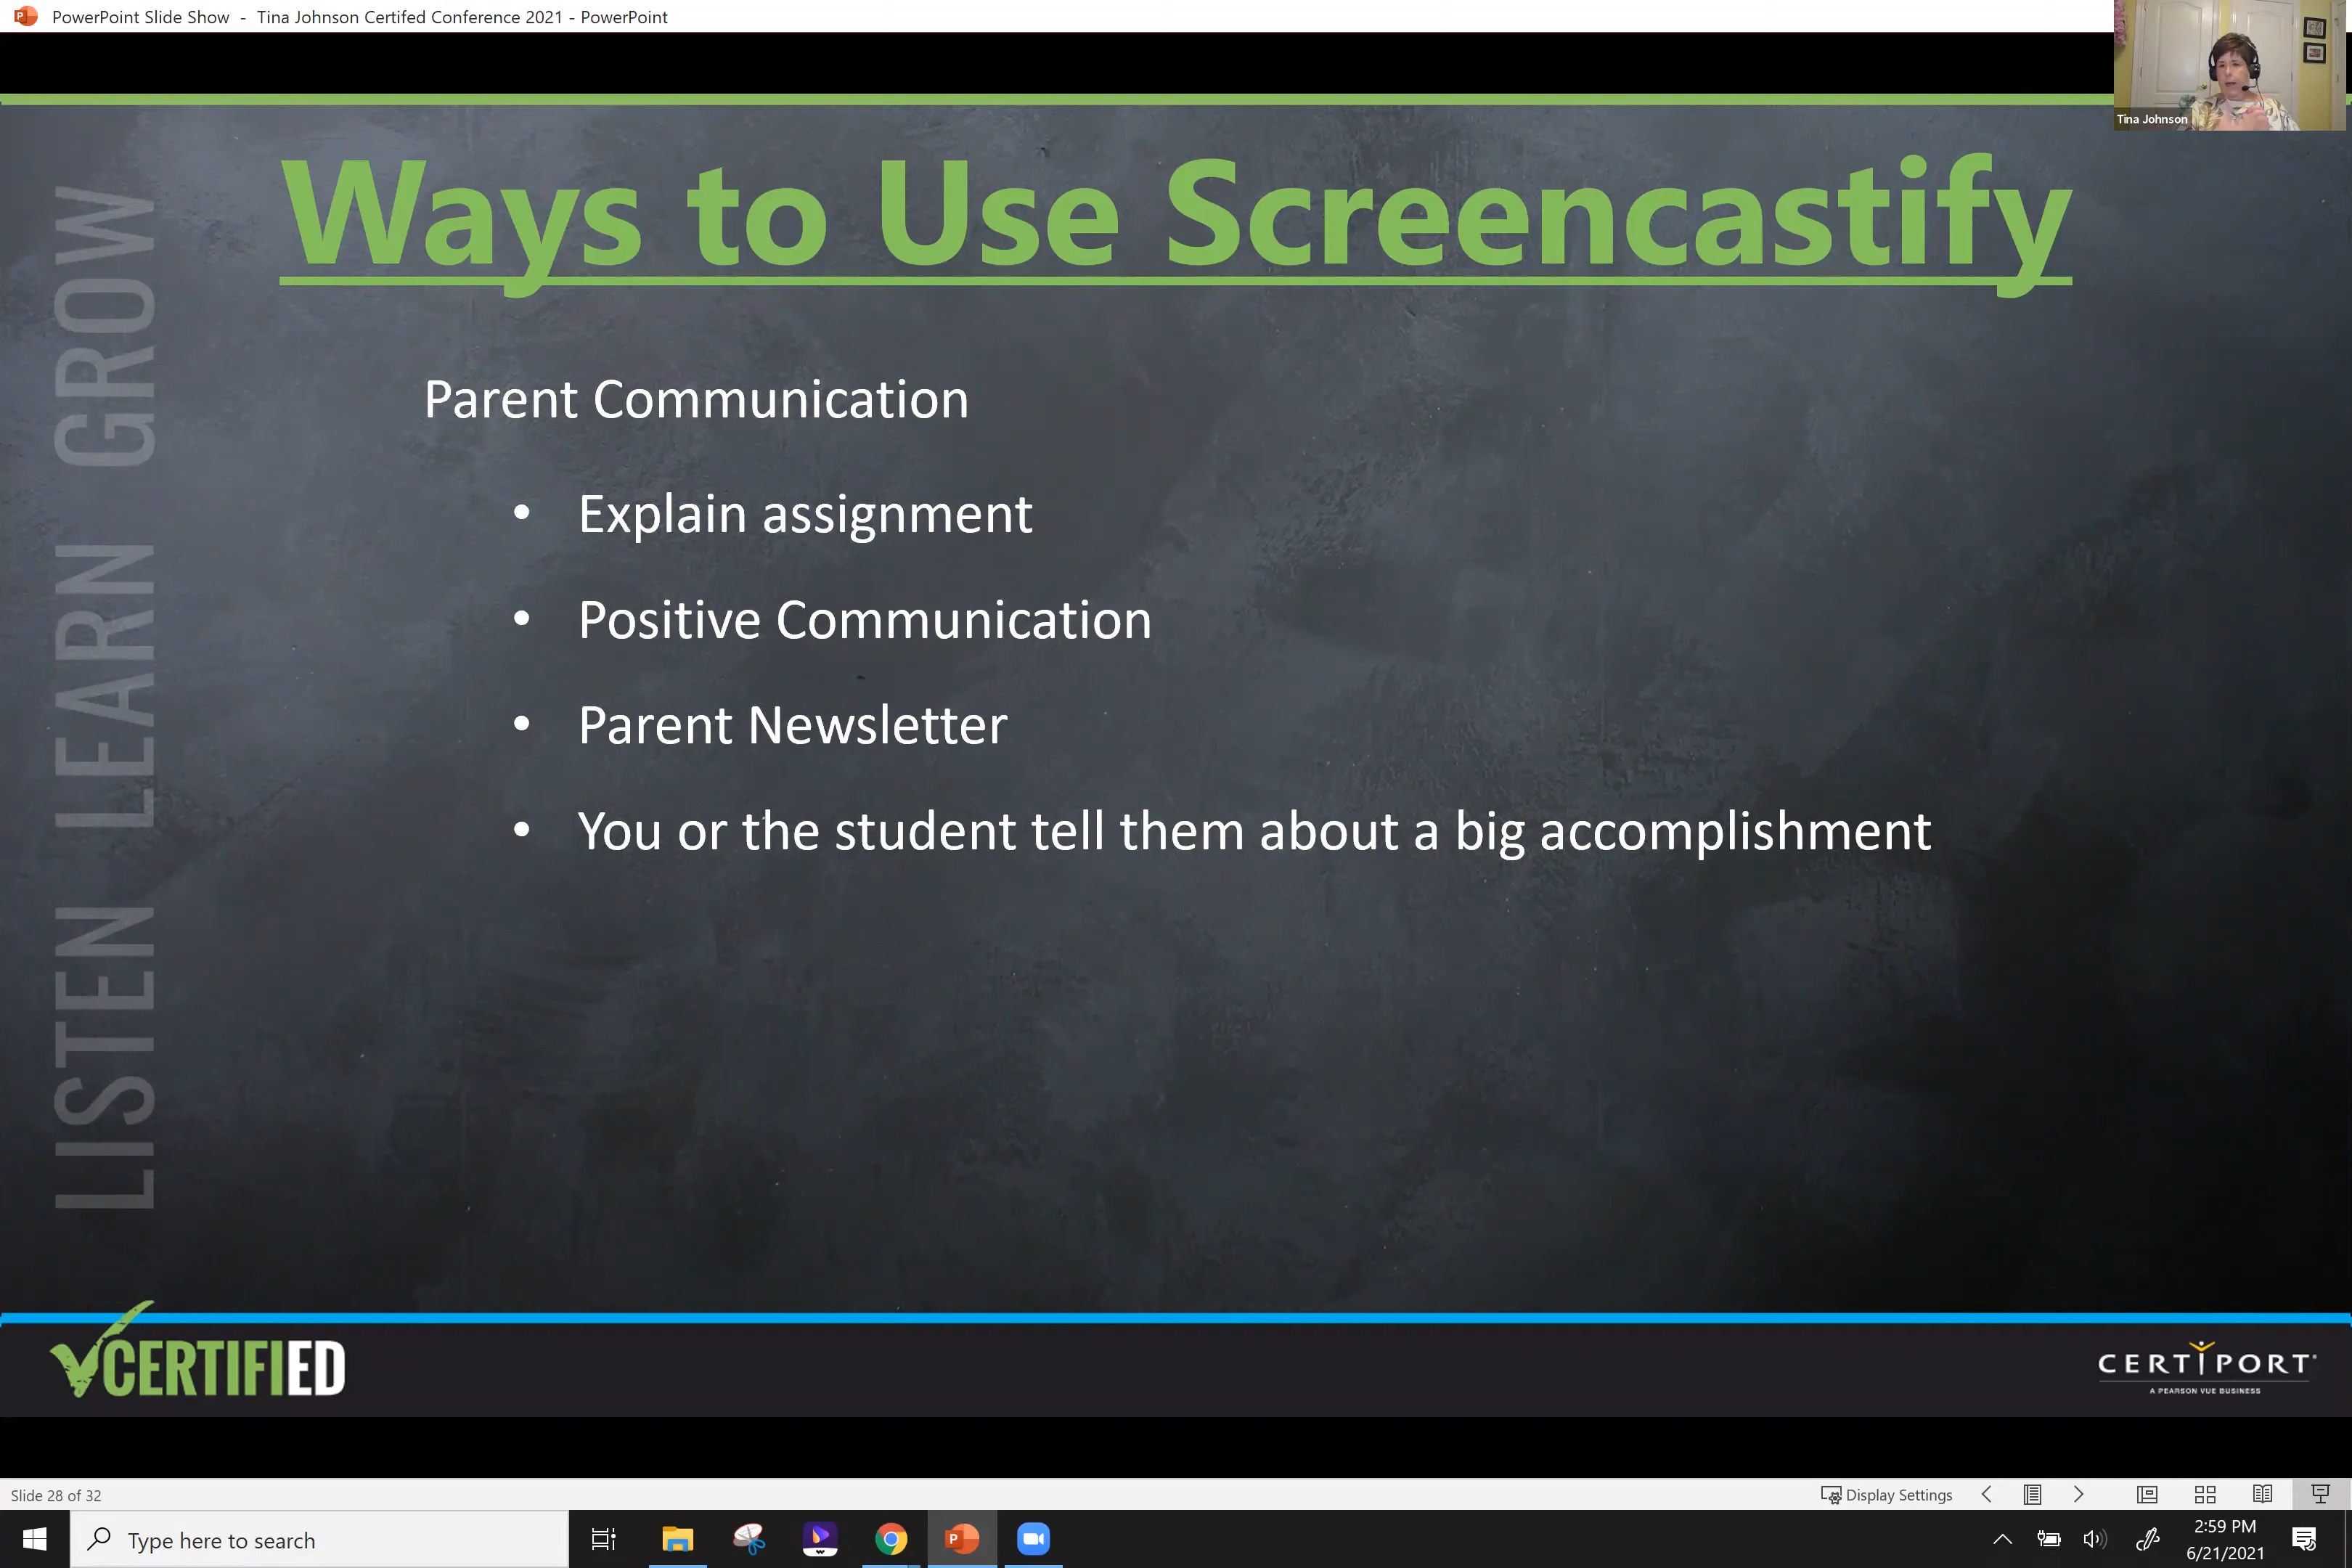 PowerPoint Slide Show - Tina Johnson Certifed Conference 2021 - PowerPoint
Tina Johnson
Ways to Use Screencastify
LISTEN LEARN GROW
Parent Communication
• Explain assignment
• Positive Communication
• Parent Newsletter
• You or the student tell them about a big accomplishment
CERTIFIED
CERTIPORT
A PEARSON VUE BUSINESS
Slide 28 of 32
Display Settings
Type here to search
2:59 PM
6/21/2021